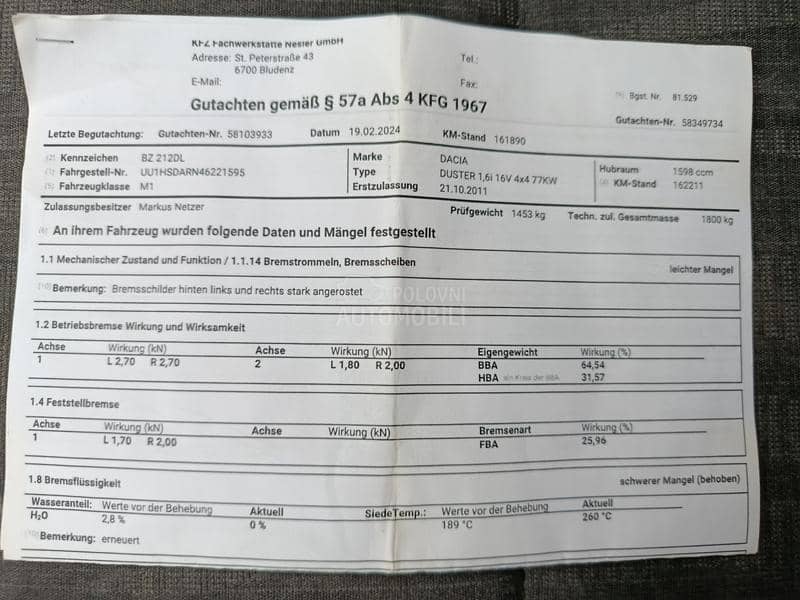 KFZ Fachwerkstätte Nesler GmbH
Adresse: St. Peterstraße 43
6700 Bludenz
Tel.:
E-Mail:
Fax:
Gutachten gemäß § 57a Abs 4 KFG 1967
Bgst. Nr. 81.529
Gutachten-Nr. 58349734
Letzte Begutachtung: Gutachten-Nr. 58103933 Datum 19.02.2024 KM-Stand 161890
Kennzeichen BZ 212DL Marke DACIA Hubraum 1598 ccm
Fahrgestell-Nr. UU1HSDARN46221595 Type DUSTER 1,6i 16V 4x4 77KW KM-Stand 162211
Fahrzeugklasse M1 Erstzulassung 21.10.2011
Zulassungsbesitzer Markus Netzer Prüfgewicht 1453 kg Techn. zul. Gesamtmasse 1800 kg
An ihrem Fahrzeug wurden folgende Daten und Mängel festgestellt
1.1 Mechanischer Zustand und Funktion / 1.1.14 Bremstrommeln, Bremsscheiben leichter Mangel
Bemerkung: Bremsschilder hinten links und rechts stark angerostet
POLOVNI
AUTOMOBILI
1.2 Betriebsbremse Wirkung und Wirksamkeit
Achse Wirkung (kN) Achse Wirkung (kN) Eigengewicht Wirkung (%)
1 L 2,70 R 2,70 2 L 1,80 R 2,00 BBA 64,54
HBA ein Kreis der BBA 31,57
1.4 Feststellbremse
Achse Wirkung (kN) Achse Wirkung (kN) Bremsenart Wirkung (%)
1 L 1,70 R 2,00 FBA 25,96
1.8 Bremsflüssigkeit schwerer Mangel (behoben)
Wasseranteil: Werte vor der Behebung Aktuell SiedeTemp.: Werte vor der Behebung Aktuell
H₂O 2,8 % 0 % 189 °C 260 °C
Bemerkung: erneuert